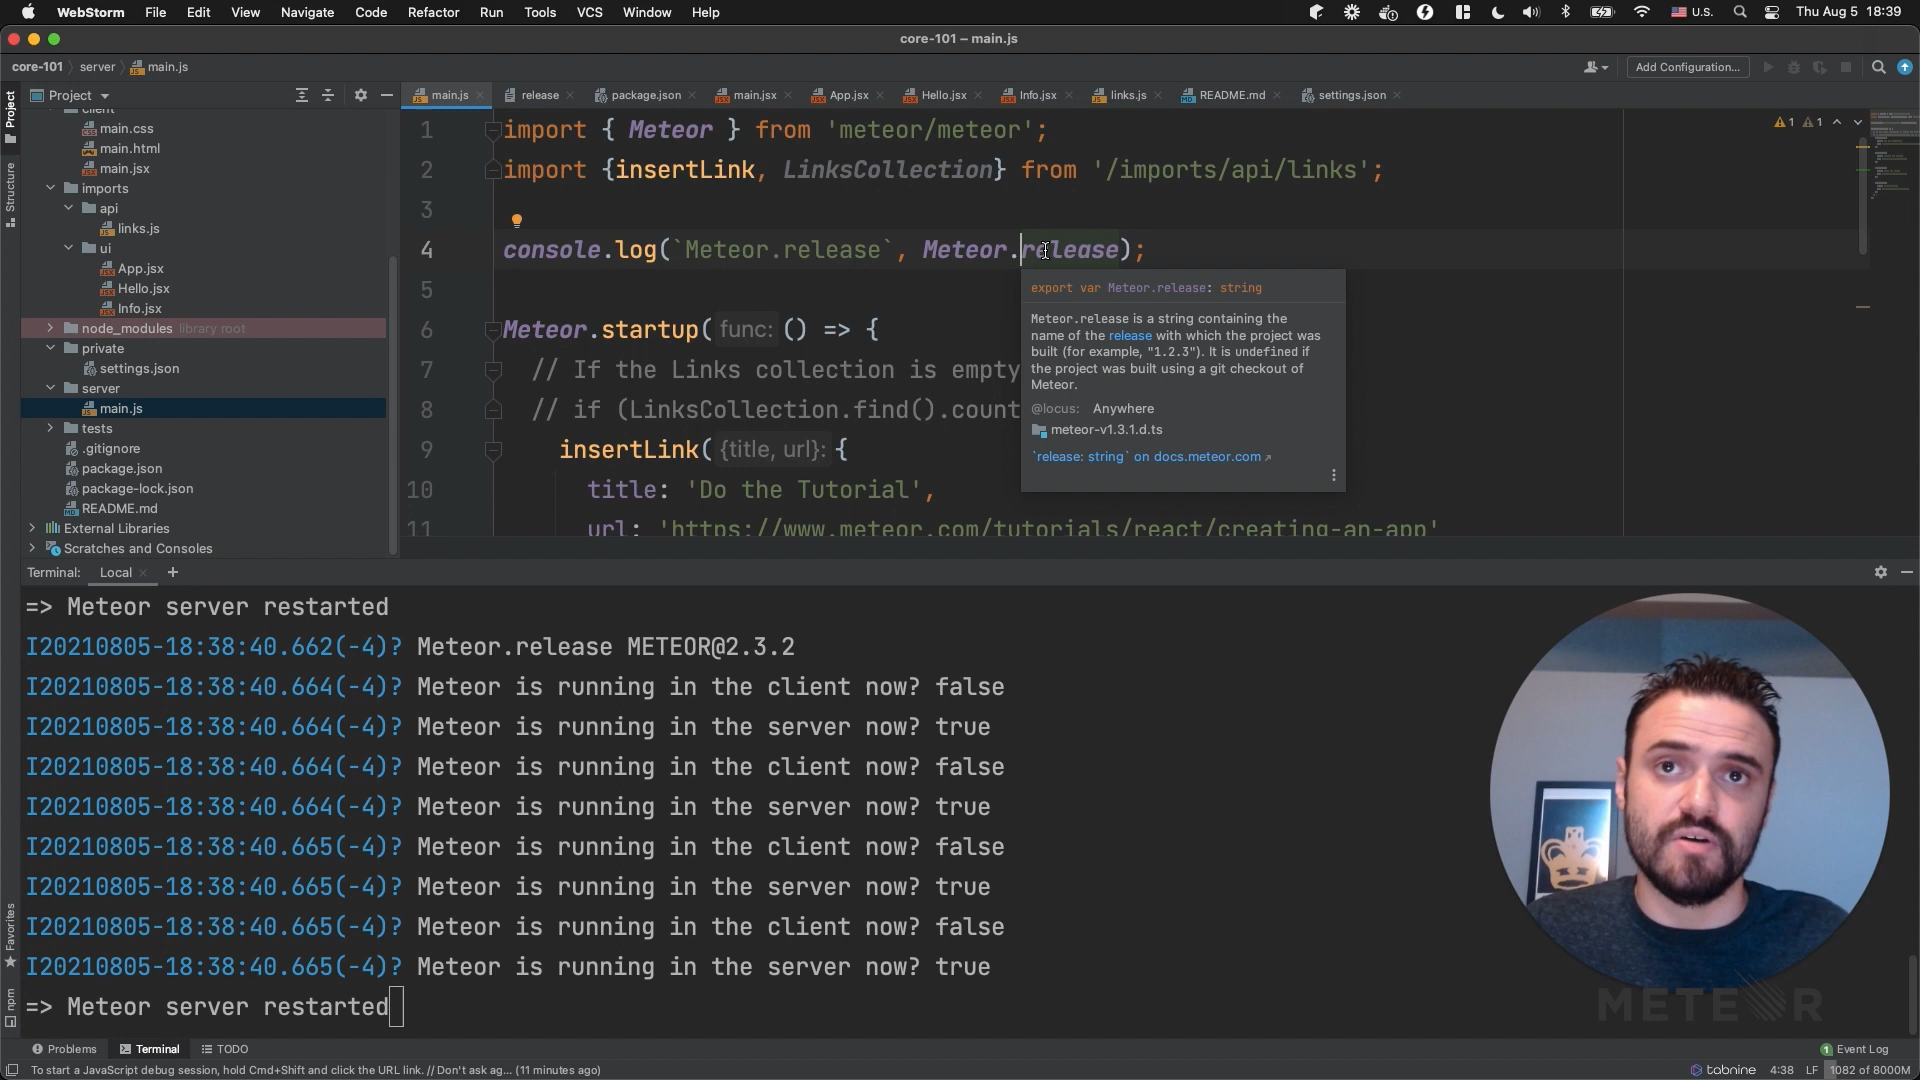 WebStorm File Edit View Navigate Code Refactor Run Tools VCS Window Help U.S. Thu Aug 5 18:39
core-101 – main.js
core-101 server main.js Add Configuration...
Project
main.js release package.json main.jsx App.jsx Hello.jsx Info.jsx links.js README.md settings.json
Project
Structure
Favorites
npm
client
main.css
main.html
main.jsx
imports
api
links.js
ui
App.jsx
Hello.jsx
Info.jsx
node_modules library root
private
settings.json
server
main.js
tests
.gitignore
package.json
package-lock.json
README.md
External Libraries
Scratches and Consoles
1 import { Meteor } from 'meteor/meteor';
2 import {insertLink, LinksCollection} from '/imports/api/links';
3
4 console.log(`Meteor.release`, Meteor.release);
5
6 Meteor.startup( func: () => {
7 // If the Links collection is empty
8 // if (LinksCollection.find().count
9 insertLink( {title, url}: {
10 title: 'Do the Tutorial',
11 url: 'https://www.meteor.com/tutorials/react/creating-an-app'
1 1
export var Meteor.release: string
Meteor.release is a string containing the
name of the release with which the project was
built (for example, "1.2.3"). It is undefined if
the project was built using a git checkout of
Meteor.
@locus: Anywhere
meteor-v1.3.1.d.ts
`release: string` on docs.meteor.com
Terminal: Local +
=> Meteor server restarted
I20210805-18:38:40.662(-4)? Meteor.release METEOR@2.3.2
I20210805-18:38:40.664(-4)? Meteor is running in the client now? false
I20210805-18:38:40.664(-4)? Meteor is running in the server now? true
I20210805-18:38:40.664(-4)? Meteor is running in the client now? false
I20210805-18:38:40.664(-4)? Meteor is running in the server now? true
I20210805-18:38:40.665(-4)? Meteor is running in the client now? false
I20210805-18:38:40.665(-4)? Meteor is running in the server now? true
I20210805-18:38:40.665(-4)? Meteor is running in the client now? false
I20210805-18:38:40.665(-4)? Meteor is running in the server now? true
=> Meteor server restarted
METEOR
Problems Terminal TODO 1 Event Log
To start a JavaScript debug session, hold Cmd+Shift and click the URL link. // Don't ask ag... (11 minutes ago) tabnine 4:38 LF 1082 of 8000M